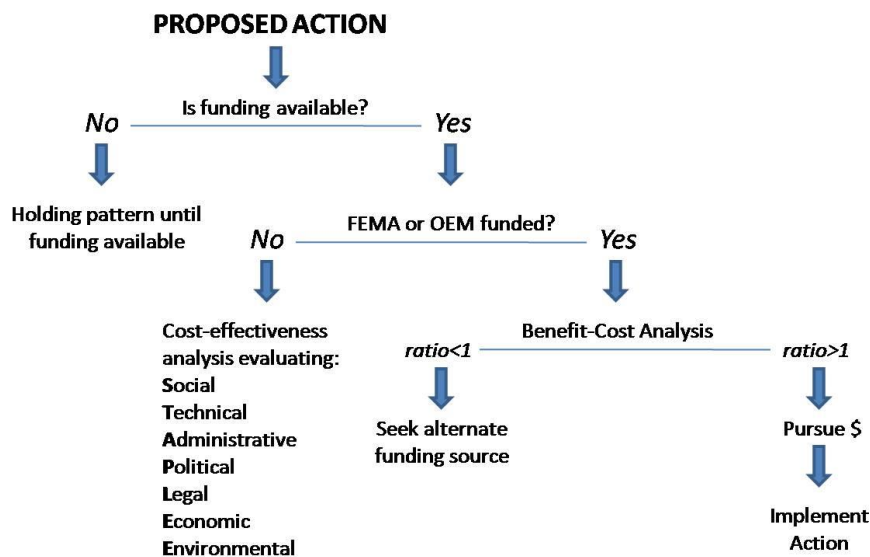 PROPOSED ACTION
Is funding available?
No
Yes
Holding pattern until
funding available
FEMA or OEM funded?
No
Yes
Cost-effectiveness
analysis evaluating:
Social
Technical
Administrative
Political
Legal
Economic
Environmental
Benefit-Cost Analysis
ratio<1
ratio>1
Seek alternate
funding source
Pursue $
Implement
Action